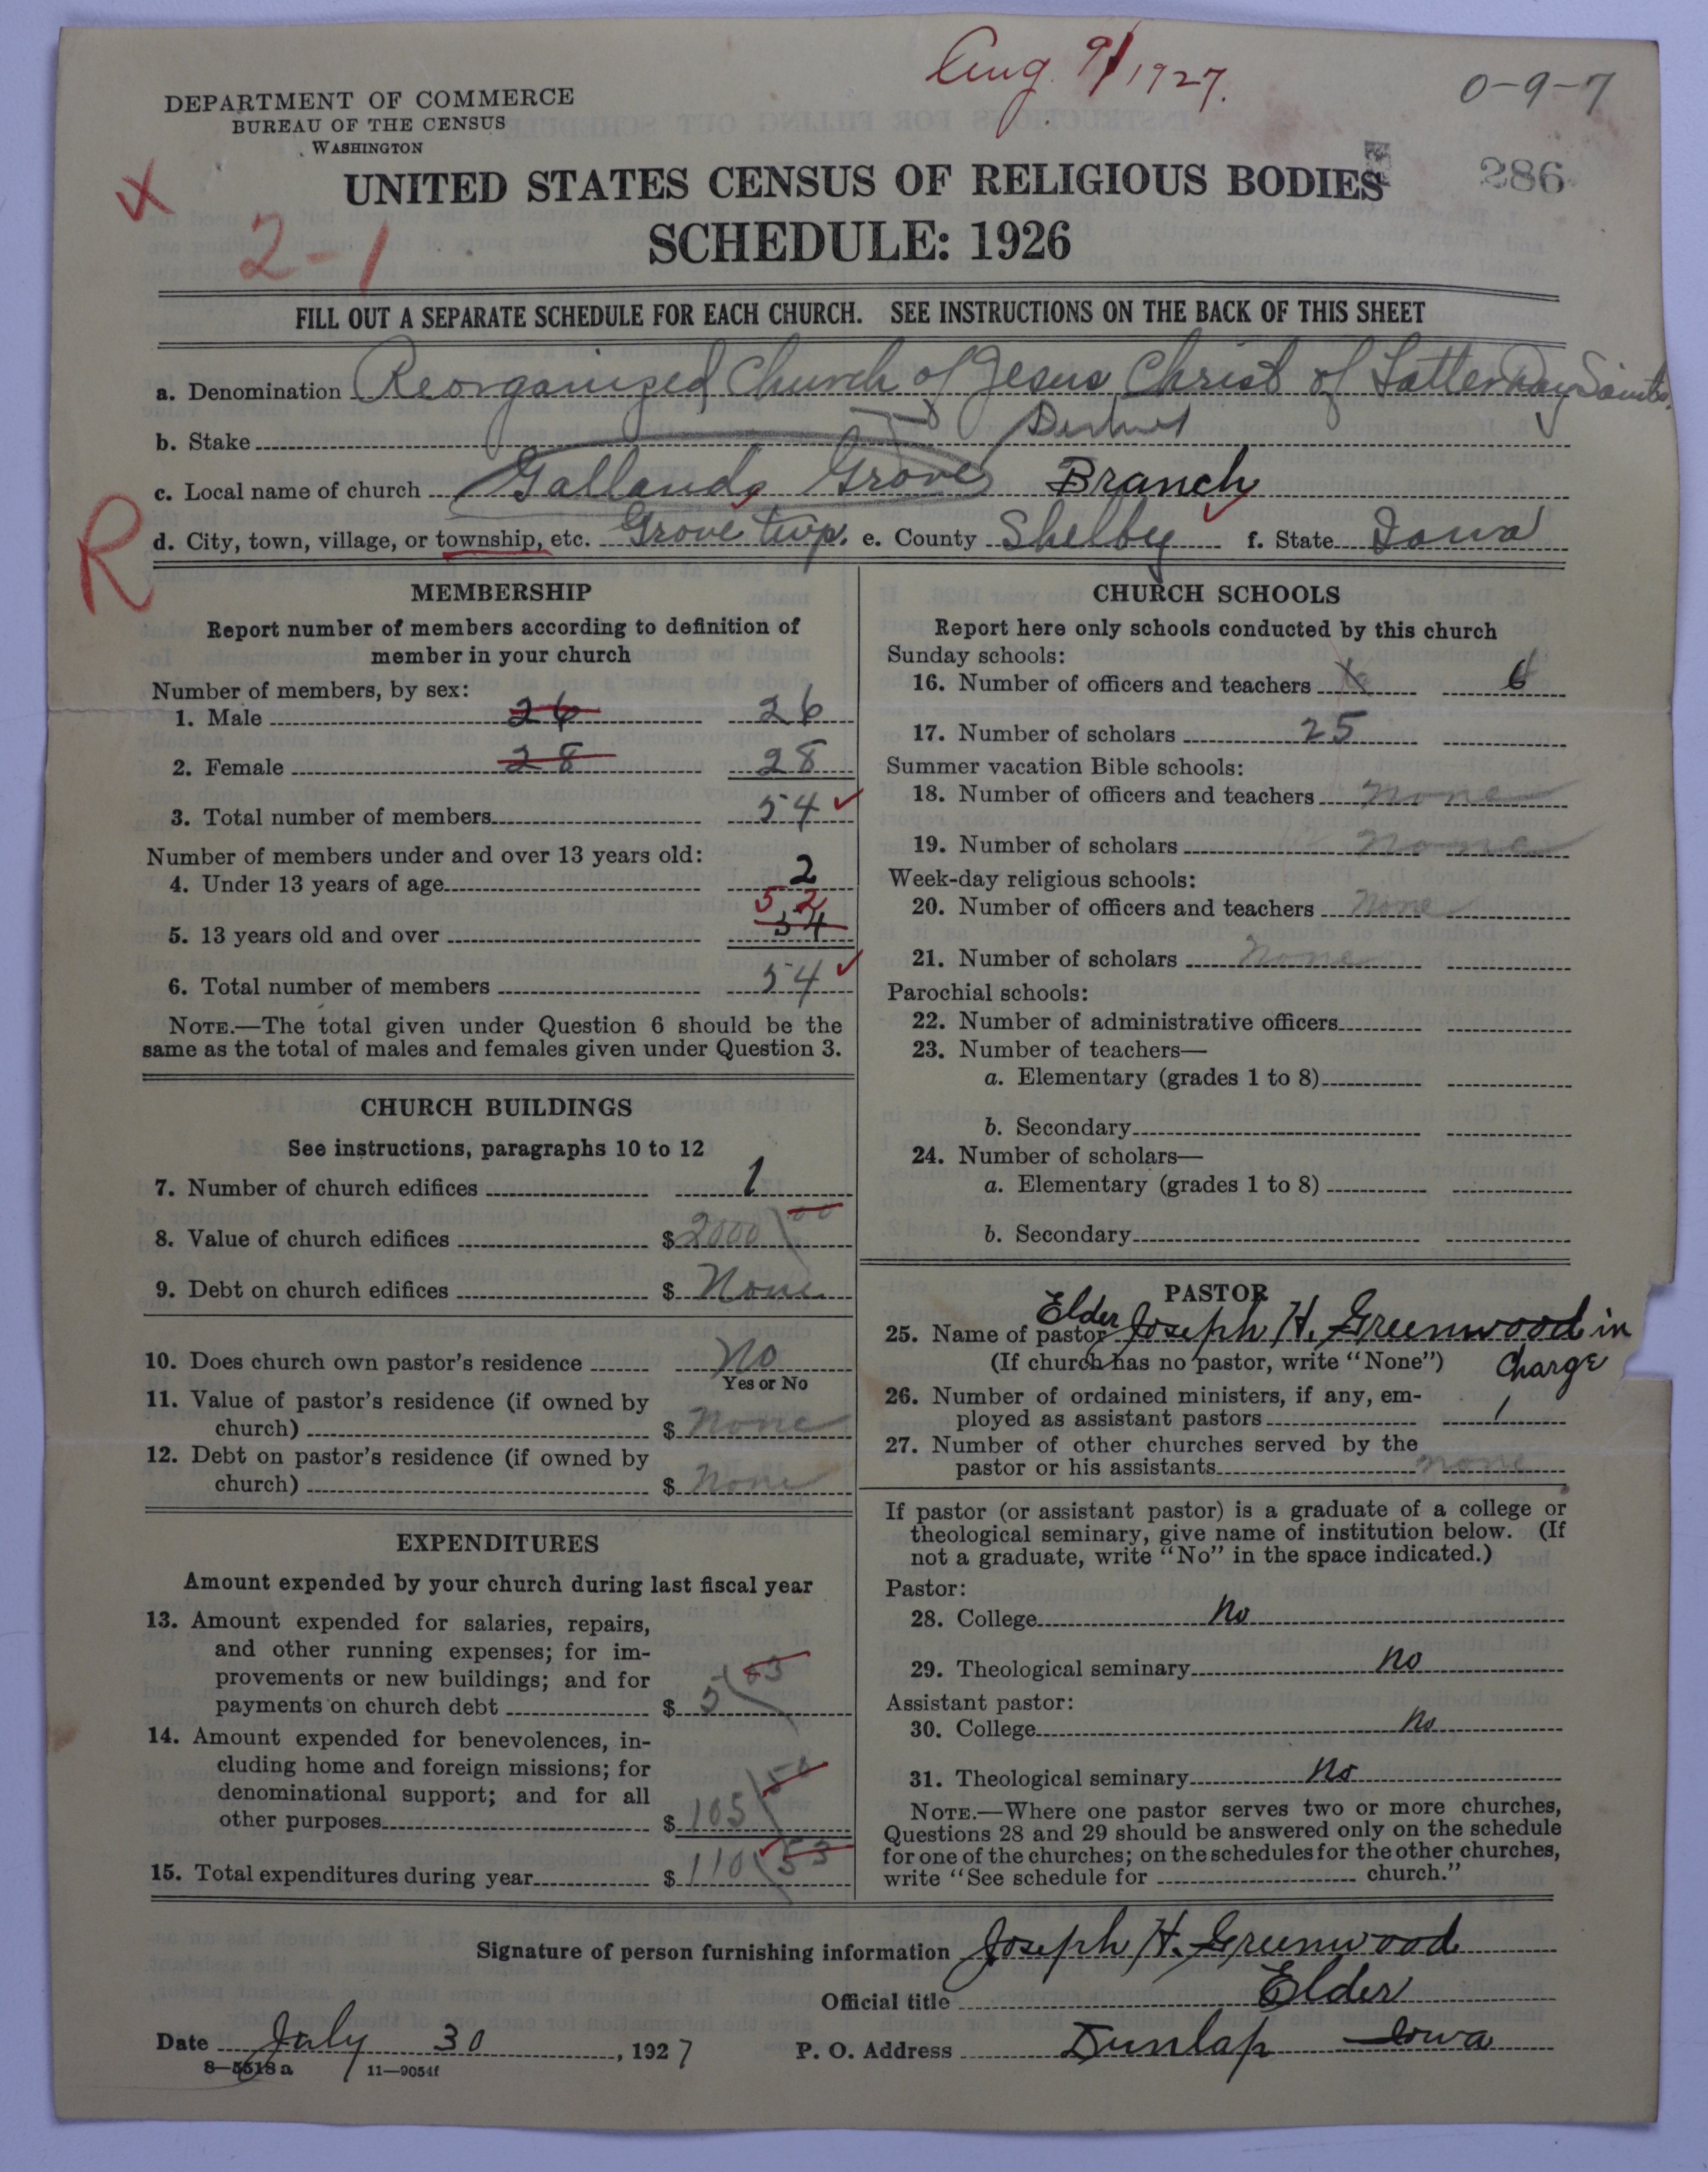 Aug. 9/1927.
0-9-7
DEPARTMENT OF COMMERCE
BUREAU OF THE CENSUS
WASHINGTON
286
x
UNITED STATES CENSUS OF RELIGIOUS BODIES
2-1
SCHEDULE: 1926
FILL OUT A SEPARATE SCHEDULE FOR EACH CHURCH. SEE INSTRUCTIONS ON THE BACK OF THIS SHEET
a. Denomination Reorganized Church of Jesus Christ of Latter Day Saints.
b. Stake District
c. Local name of church Gallands Grove Branch
R
d. City, town, village, or township, etc. Grove twp. e. County Shelby f. State Iowa
MEMBERSHIP
Report number of members according to definition of
member in your church
Number of members, by sex:
1. Male 26 26
2. Female 28 28
3. Total number of members 54
Number of members under and over 13 years old:
4. Under 13 years of age 2
52
5. 13 years old and over 54
6. Total number of members 54
NOTE.—The total given under Question 6 should be the
same as the total of males and females given under Question 3.
CHURCH BUILDINGS
See instructions, paragraphs 10 to 12
7. Number of church edifices 1
8. Value of church edifices $ 2000 00
9. Debt on church edifices $ None
10. Does church own pastor's residence No
Yes or No
11. Value of pastor's residence (if owned by
church) $ None
12. Debt on pastor's residence (if owned by
church) $ None
EXPENDITURES
Amount expended by your church during last fiscal year
13. Amount expended for salaries, repairs,
and other running expenses; for im-
provements or new buildings; and for
payments on church debt $ 5 03
14. Amount expended for benevolences, in-
cluding home and foreign missions; for
denominational support; and for all
other purposes $ 105 50
15. Total expenditures during year $ 110 53
CHURCH SCHOOLS
Report here only schools conducted by this church
Sunday schools:
16. Number of officers and teachers 6
17. Number of scholars 25
Summer vacation Bible schools:
18. Number of officers and teachers None
19. Number of scholars None
Week-day religious schools:
20. Number of officers and teachers None
21. Number of scholars None
Parochial schools:
22. Number of administrative officers
23. Number of teachers—
a. Elementary (grades 1 to 8)
b. Secondary
24. Number of scholars—
a. Elementary (grades 1 to 8)
b. Secondary
PASTOR
25. Name of pastor Elder Joseph H. Greenwood in
(If church has no pastor, write "None") Charge
26. Number of ordained ministers, if any, em-
ployed as assistant pastors 1
27. Number of other churches served by the
pastor or his assistants none
If pastor (or assistant pastor) is a graduate of a college or
theological seminary, give name of institution below. (If
not a graduate, write "No" in the space indicated.)
Pastor:
28. College No
29. Theological seminary No
Assistant pastor:
30. College No
31. Theological seminary No
NOTE.—Where one pastor serves two or more churches,
Questions 28 and 29 should be answered only on the schedule
for one of the churches; on the schedules for the other churches,
write "See schedule for church."
Signature of person furnishing information Joseph H. Greenwood
Official title Elder
Date July 30, 1927 P. O. Address Dunlap Iowa
8-5518a 11-9054f